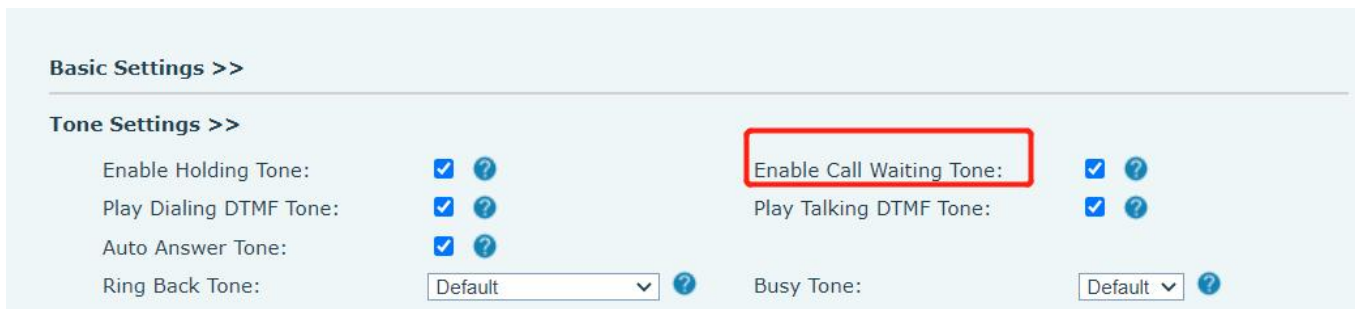 Basic Settings >>
Tone Settings >>
Enable Holding Tone: ? Enable Call Waiting Tone: ?
Play Dialing DTMF Tone: ? Play Talking DTMF Tone: ?
Auto Answer Tone: ?
Ring Back Tone: Default ? Busy Tone: Default ?